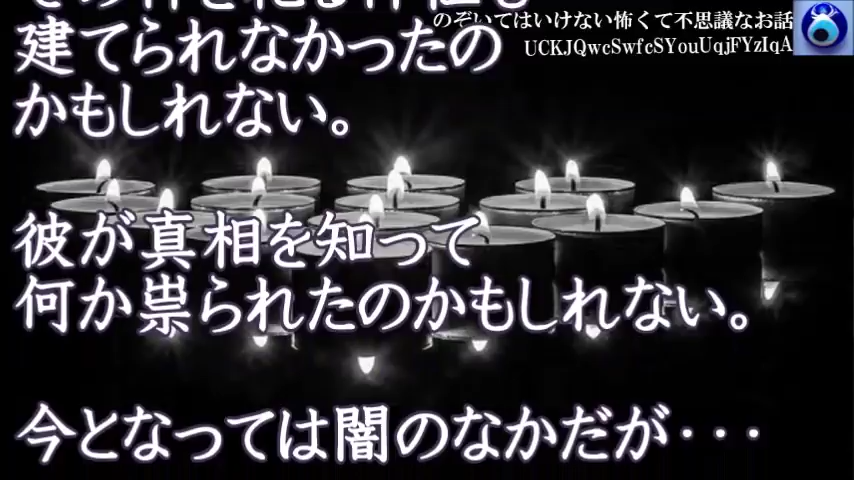 のぞいてはいけない怖くて不思議なお話
UCKJQwcSwfcSYouUqjFYzIqA
建てられなかったの
かもしれない。
彼が真相を知って
何か祟られたのかもしれない。
今となっては闇のなかだが・・・